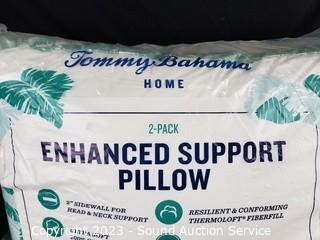 Tommy Bahama
HOME
2-PACK
ENHANCED SUPPORT
PILLOW
2" SIDEWALL FOR
HEAD & NECK SUPPORT
RESILIENT & CONFORMING
THERMOLOFT® FIBERFILL
Copyright 2023 - Sound Auction Service